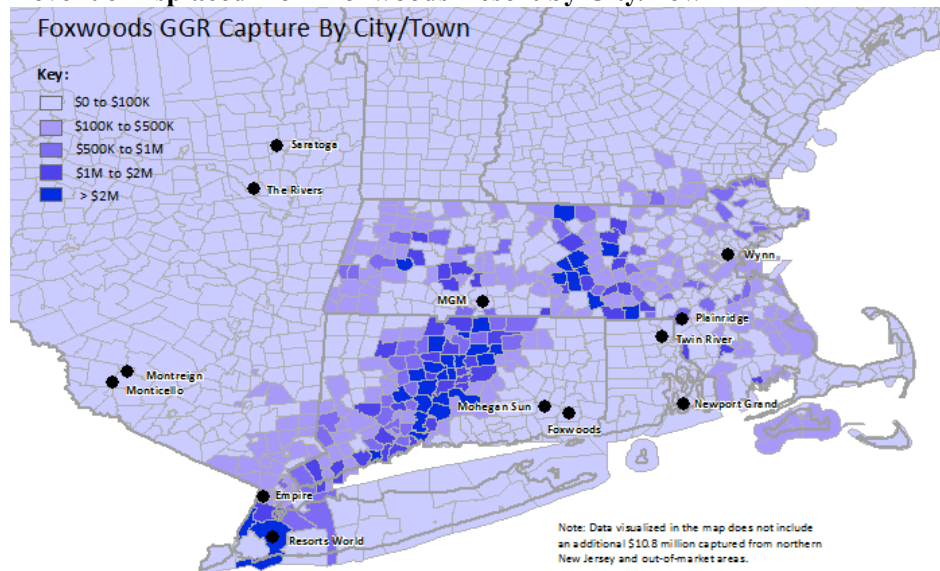 Foxwoods GGR Capture By City/Town
Key:
$0 to $100K
$100K to $500K
$500K to $1M
$1M to $2M
> $2M
Saratoga
The Rivers
Wynn
MGM
Plainridge
Twin River
Montreign
Monticello
Mohegan Sun
Newport Grand
Foxwoods
Empire
Resorts World
Note: Data visualized in the map does not include
an additional $10.8 million captured from northern
New Jersey and out-of-market areas.